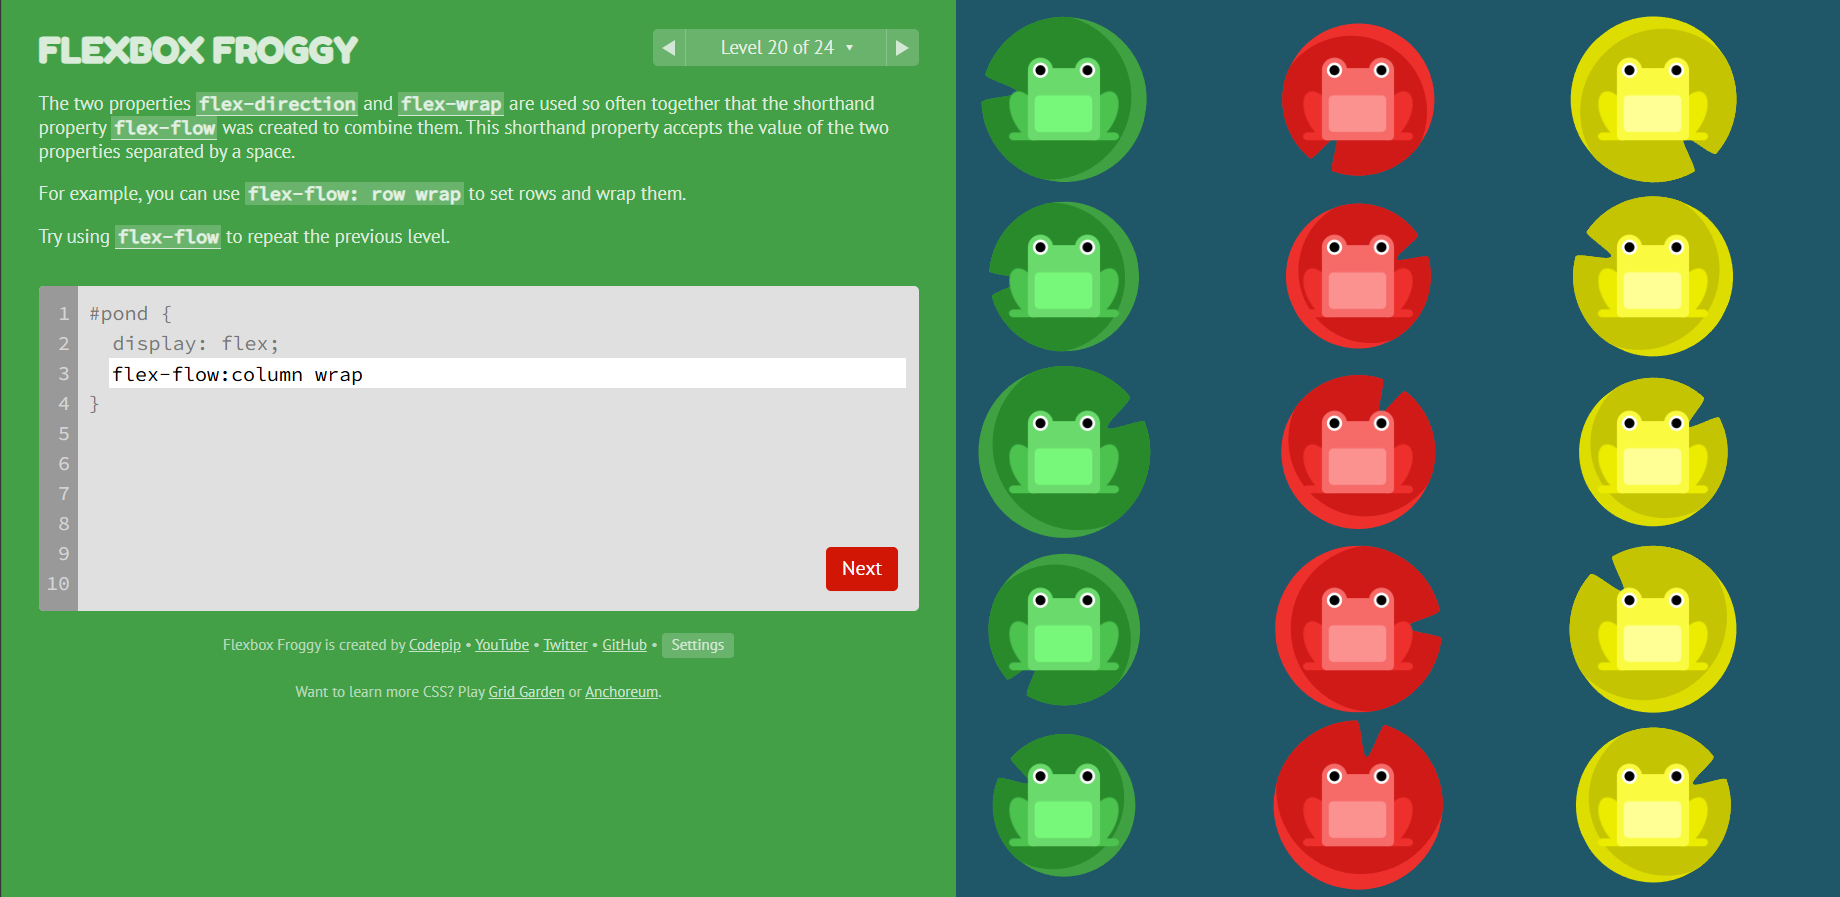 FLEXBOX FROGGY
◀ Level 20 of 24 ▼ ▶
The two properties flex-direction and flex-wrap are used so often together that the shorthand
property flex-flow was created to combine them. This shorthand property accepts the value of the two
properties separated by a space.
For example, you can use flex-flow: row wrap to set rows and wrap them.
Try using flex-flow to repeat the previous level.
1 #pond {
2 display: flex;
3 flex-flow:column wrap
4 }
5
6
7
8
9
10
Next
Flexbox Froggy is created by Codepip • YouTube • Twitter • GitHub • Settings
Want to learn more CSS? Play Grid Garden or Anchoreum.